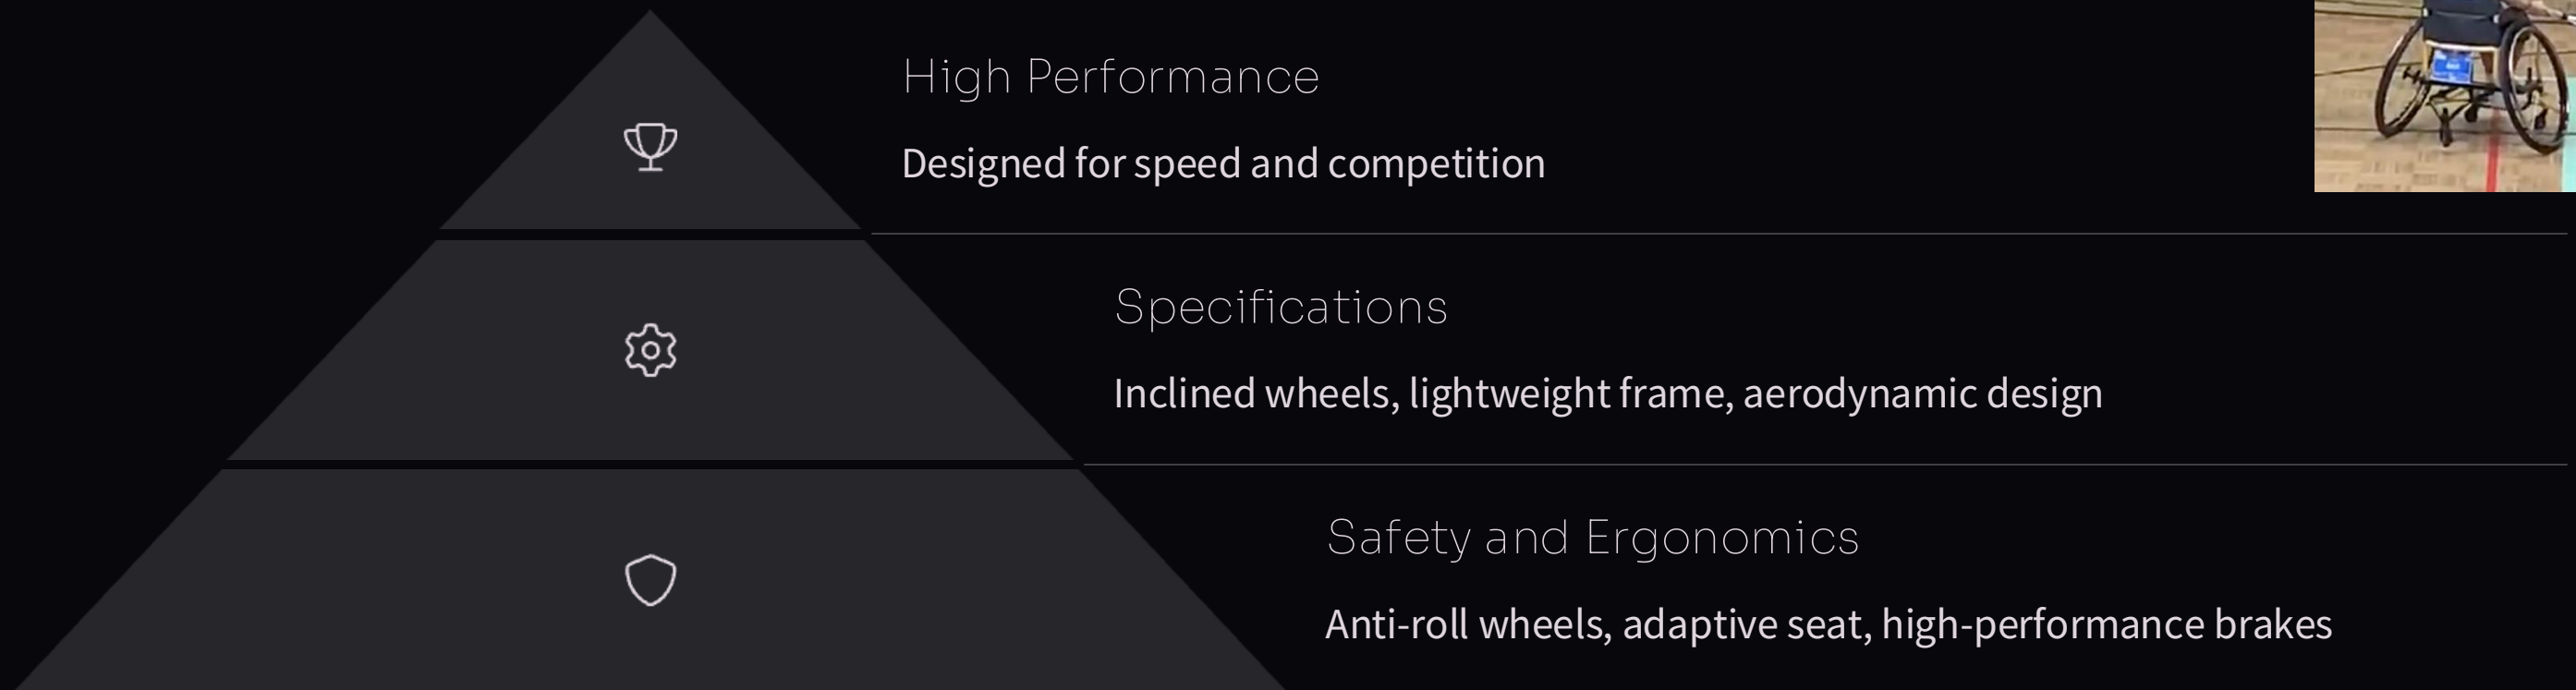 High Performance
Designed for speed and competition
Specifications
Inclined wheels, lightweight frame, aerodynamic design
Safety and Ergonomics
Anti-roll wheels, adaptive seat, high-performance brakes